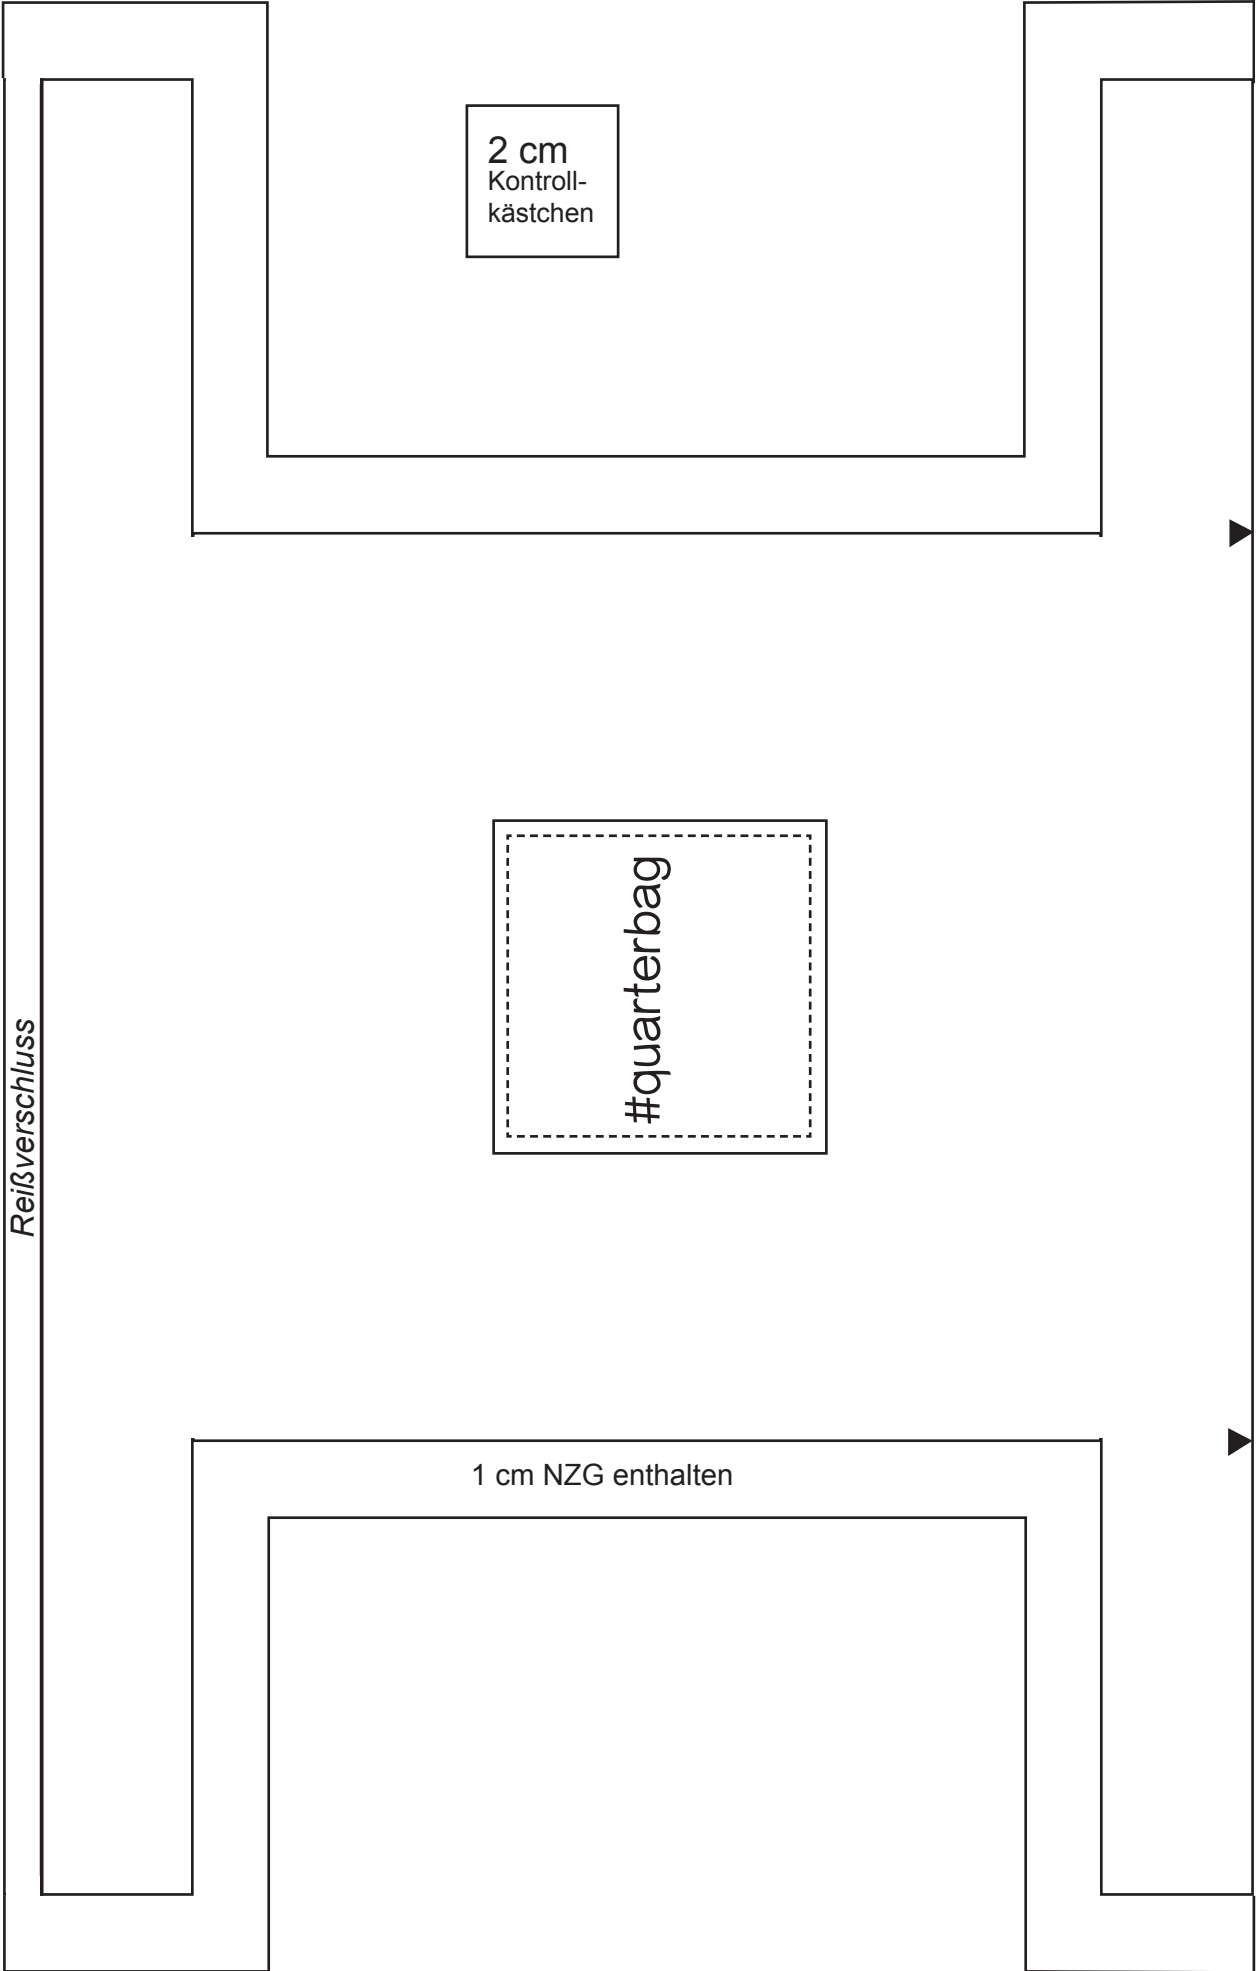 2 cm
Kontroll-
kästchen
#quarterbag
Reißverschluss
1 cm NZG enthalten